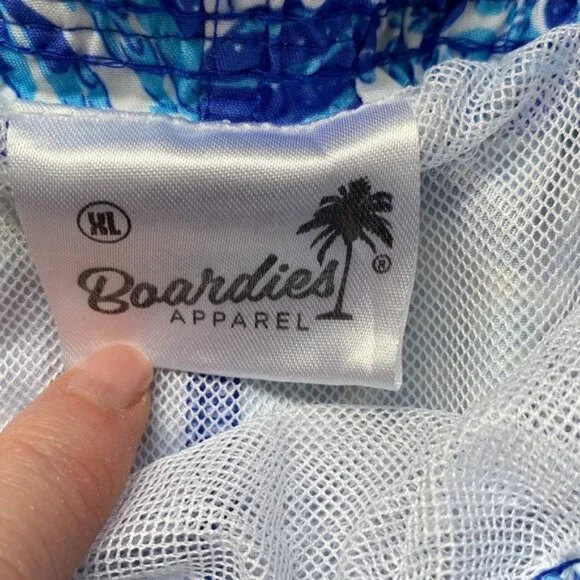 XL
Boardies
®
APPAREL